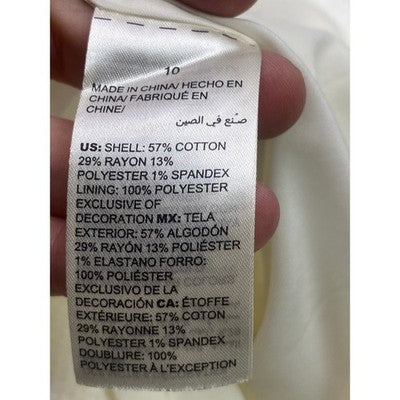 10
MADE IN CHINA/ HECHO EN
CHINA/ FABRIQUÉ EN
CHINE/
صنع في الصين
US: SHELL: 57% COTTON
29% RAYON 13%
POLYESTER 1% SPANDEX
LINING: 100% POLYESTER
EXCLUSIVE OF
DECORATION MX: TELA
EXTERIOR: 57% ALGODÓN
29% RAYÓN 13% POLIÉSTER
1% ELASTANO FORRO:
100% POLIÉSTER
EXCLUSIVO DE LA
DECORACIÓN CA: ÉTOFFE
EXTÉRIEURE: 57% COTON
29% RAYONNE 13%
POLYESTER 1% SPANDEX
DOUBLURE: 100%
POLYESTER À L'EXCEPTION